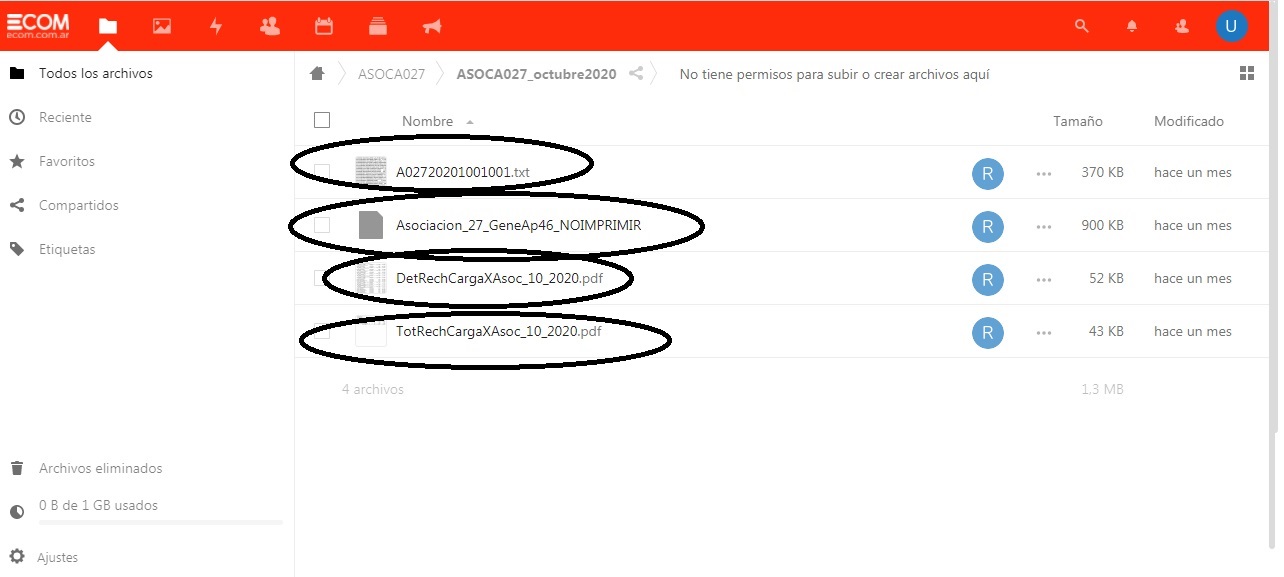 ECOM
ecom.com.ar
U
Todos los archivos
Reciente
Favoritos
Compartidos
Etiquetas
Archivos eliminados
0 B de 1 GB usados
Ajustes
ASOCA027 ASOCA027_octubre2020 No tiene permisos para subir o crear archivos aquí
Nombre Tamaño Modificado
A02720201001001.txt R 370 KB hace un mes
Asociacion_27_GeneAp46_NOIMPRIMIR R 900 KB hace un mes
DetRechCargaXAsoc_10_2020.pdf R 52 KB hace un mes
TotRechCargaXAsoc_10_2020.pdf R 43 KB hace un mes
4 archivos 1.3 MB